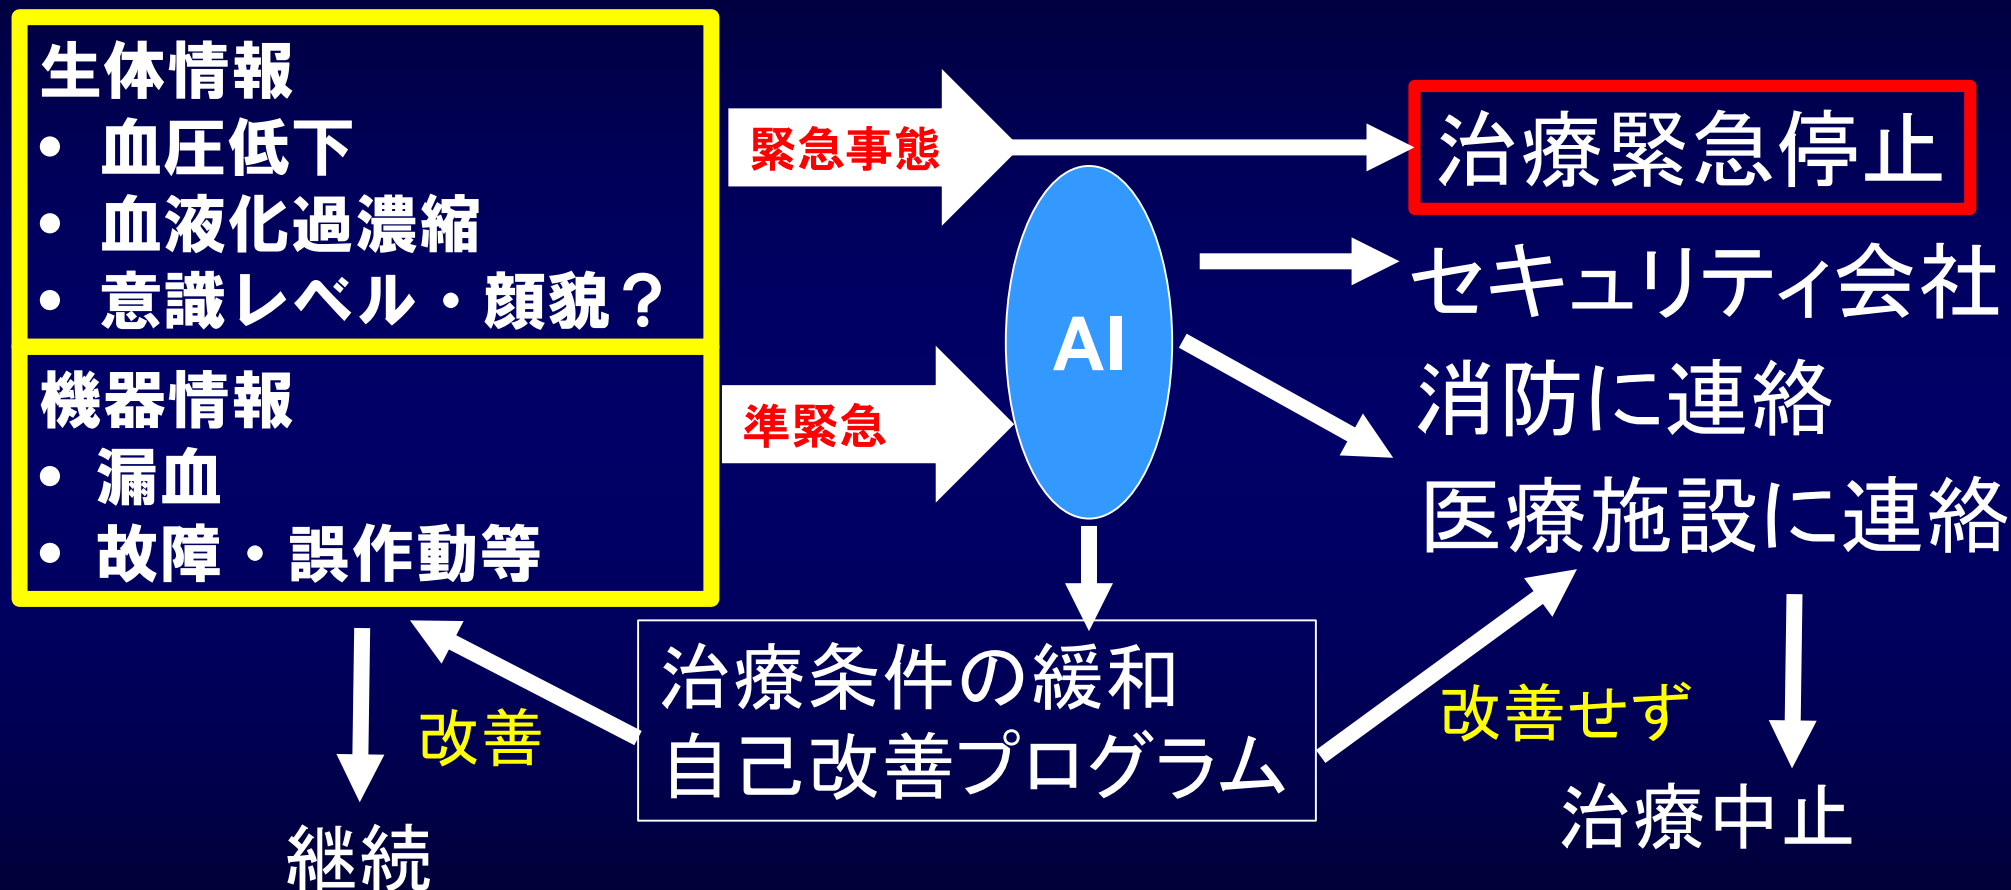 生体情報
• 血圧低下
• 血液化過濃縮
• 意識レベル・顔貌？
機器情報
• 漏血
• 故障・誤作動等
緊急事態
準緊急
AI
治療緊急停止
セキュリティ会社
消防に連絡
医療施設に連絡
治療条件の緩和
自己改善プログラム
改善
改善せず
継続
治療中止